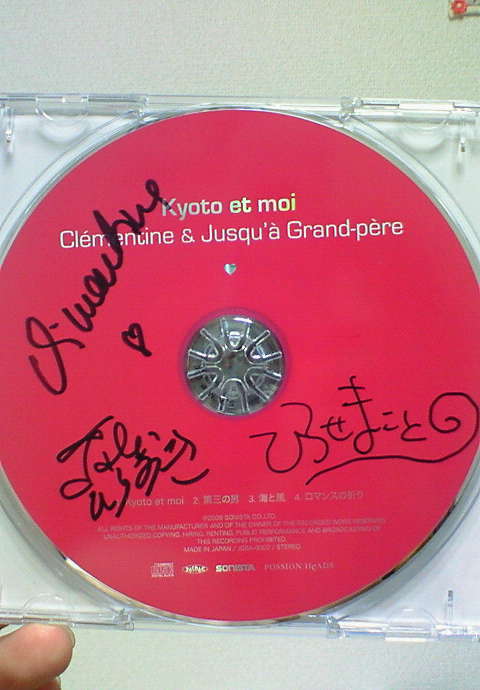 Kyoto et moi
Clémentine & Jusqu'à Grand-père
Clémentine
ひろせまこと
Kyoto et moi 2. 第三の男 3. 海と風 4. ロマンスの祈り
℗2008 SONISTA CO.LTD.
ALL RIGHTS OF THE MANUFACTURER AND OF THE OWNER OF THE RECORDED WORK RESERVED.
UNAUTHORIZED COPYING, HIRING, RENTING, PUBLIC PERFORMANCE AND BROADCASTING OF
THIS RECORDING PROHIBITED.
MADE IN JAPAN / STEREO
SONISTA POSSION HEADS